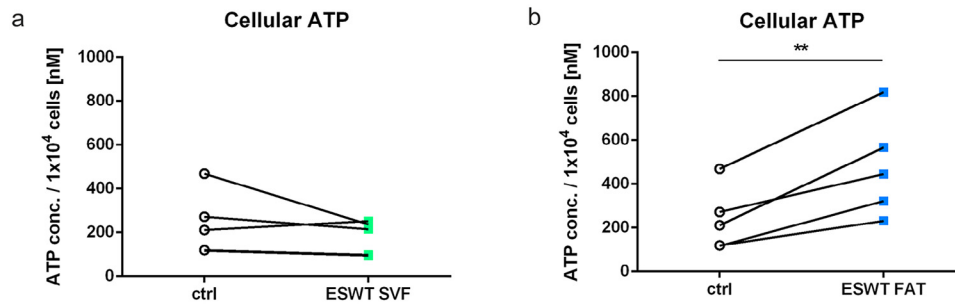 a
Cellular ATP
ATP conc. / 1x10⁴ cells [nM]
1000
800
600
400
200
0
ctrl
ESWT SVF
b
Cellular ATP
ATP conc. / 1x10⁴ cells [nM]
1000
800
600
400
200
0
**
ctrl
ESWT FAT